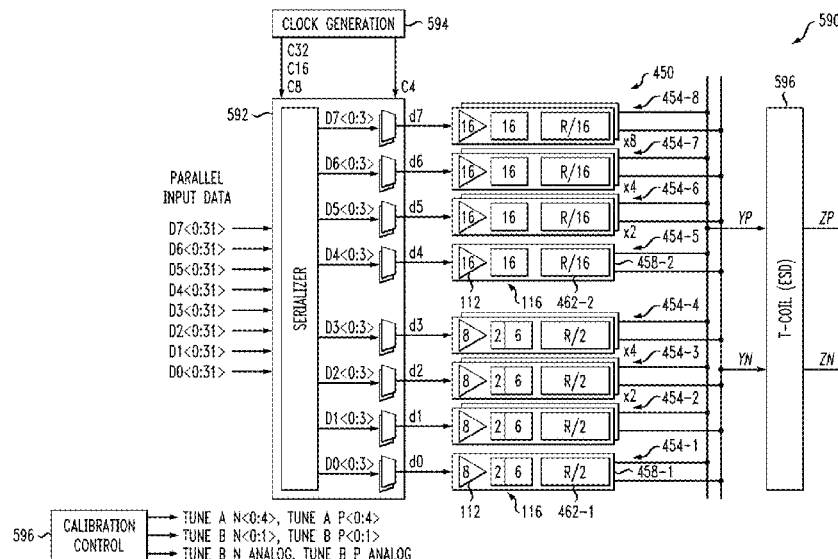 CLOCK GENERATION
594
590
C32
C16
C8
C4
592
450
454-8
596
SERIALIZER
D7<0:3> d7 16 16 R/16
x8 454-7
D6<0:3> d6 16 16 R/16
x4 454-6
D5<0:3> d5 16 16 R/16
x2 454-5
D4<0:3> d4 16 16 R/16
458-2
112 116 462-2
454-4
D3<0:3> d3 8 2 6 R/2
x4 454-3
D2<0:3> d2 8 2 6 R/2
x2 454-2
D1<0:3> d1 8 2 6 R/2
454-1
D0<0:3> d0 8 2 6 R/2
458-1
112 116 462-1
PARALLEL
INPUT DATA
D7<0:31>
D6<0:31>
D5<0:31>
D4<0:31>
D3<0:31>
D2<0:31>
D1<0:31>
D0<0:31>
YP
YN
T-COIL (ESD)
ZP
ZN
596
CALIBRATION
CONTROL
TUNE A N<0:4>, TUNE A P<0:4>
TUNE B N<0:1>, TUNE B P<0:1>
TUNE B N ANALOG, TUNE B P ANALOG